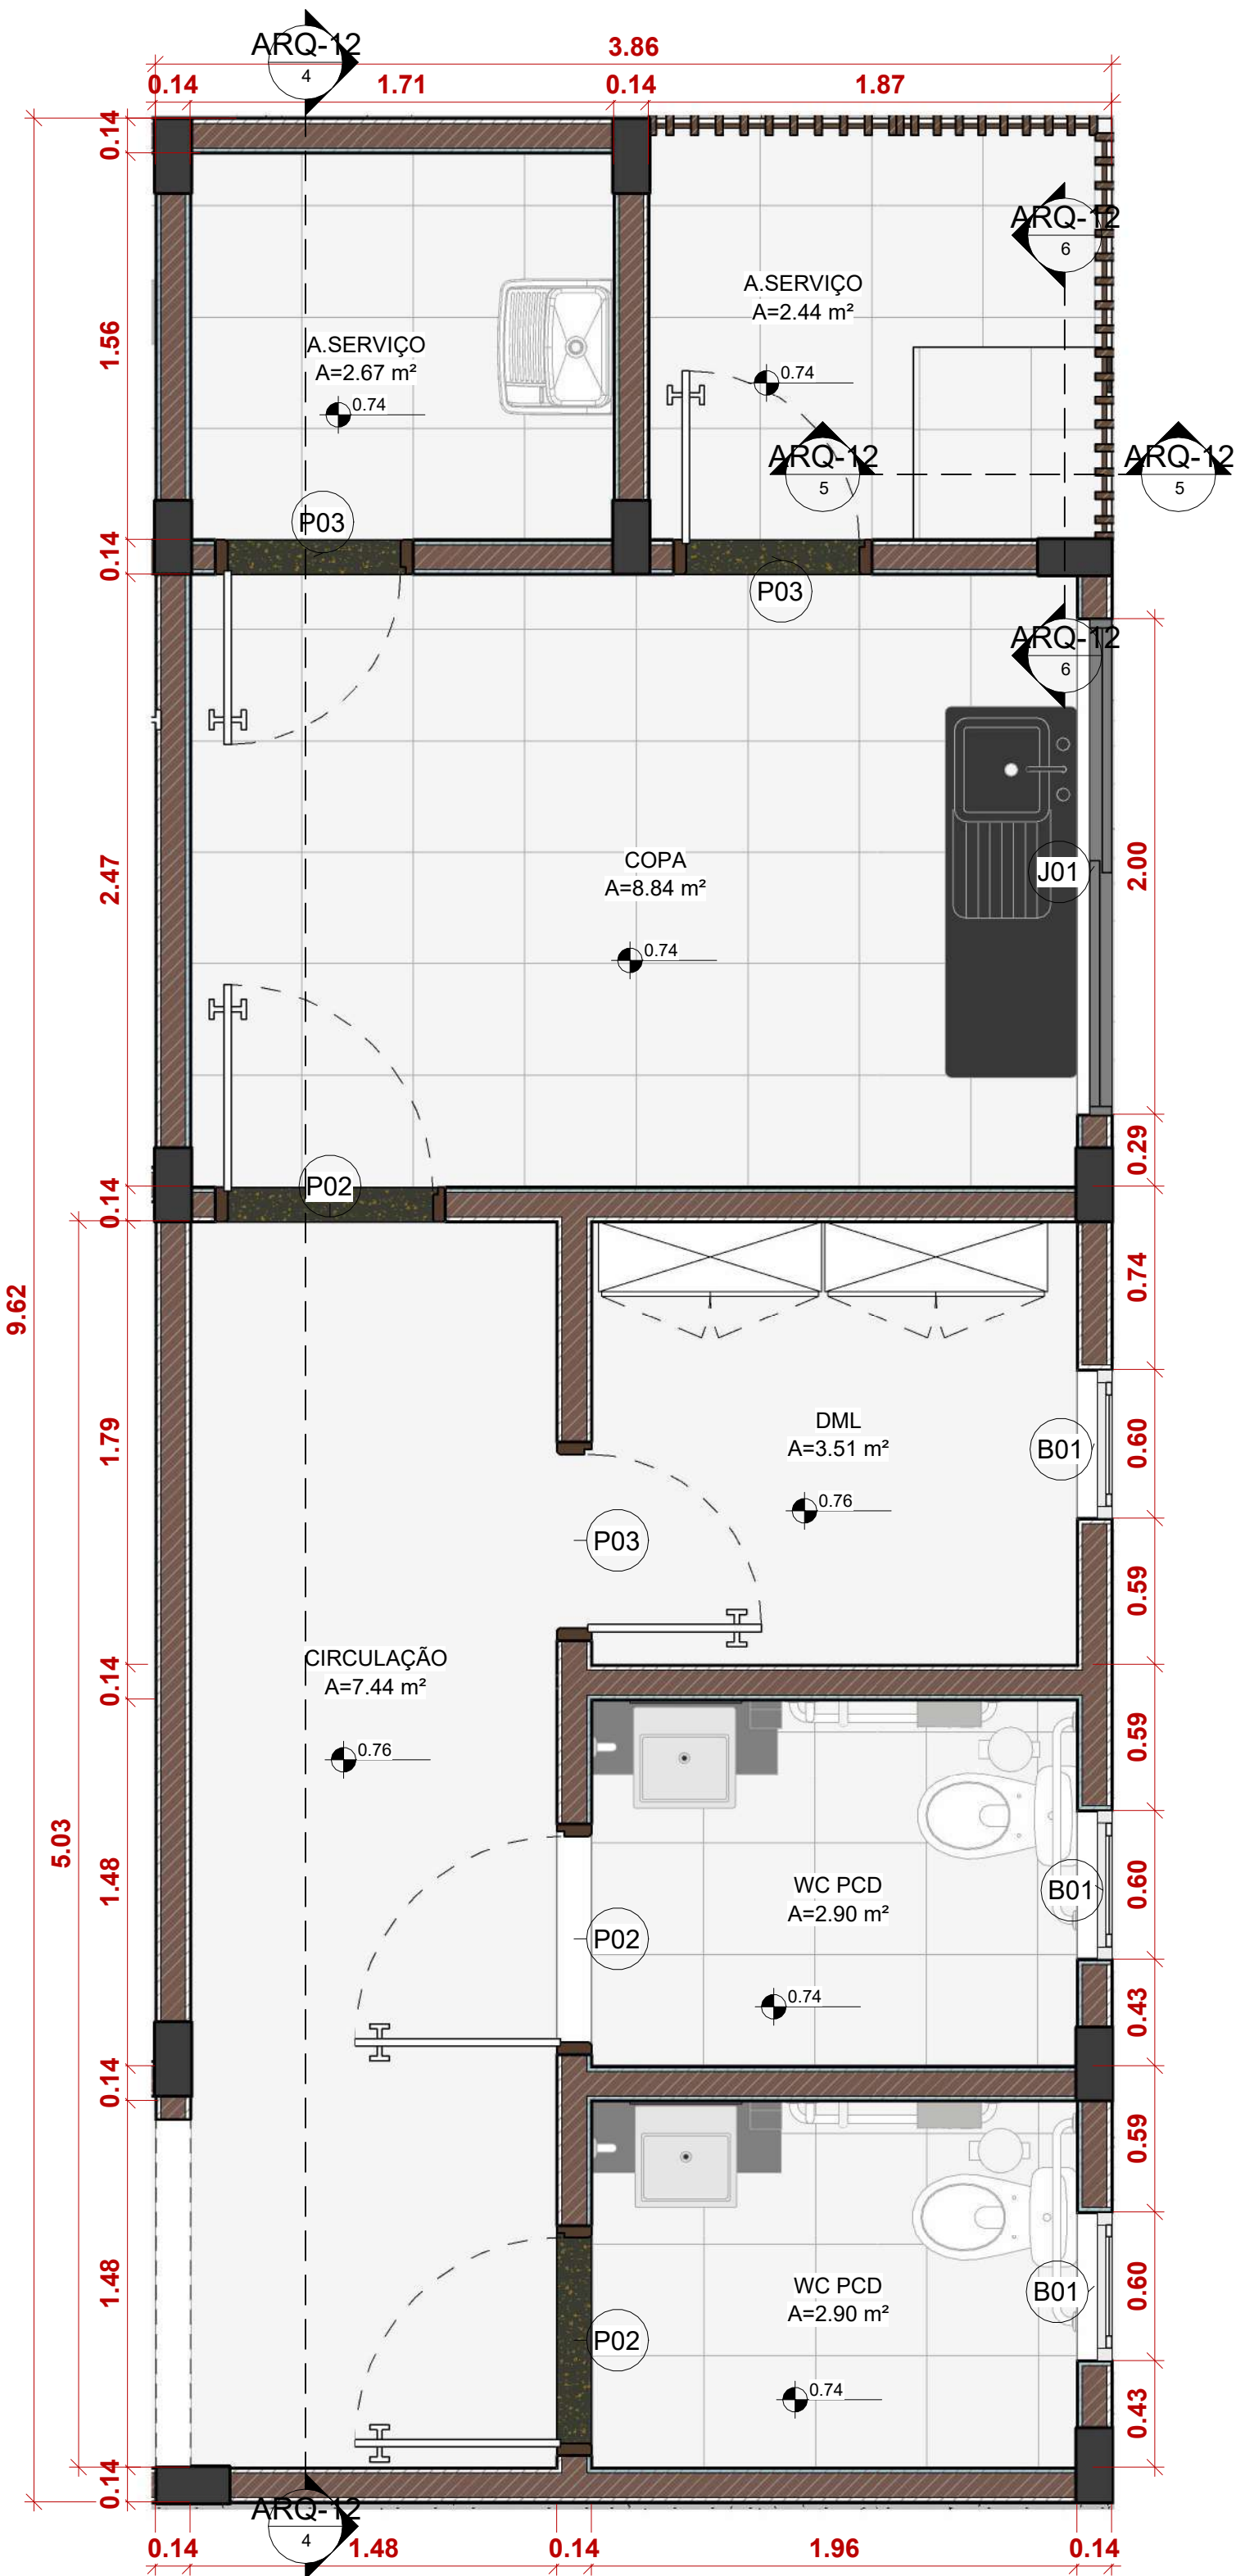 ARQ-12
4
3.86
0.14
1.71
0.14
1.87
0.14
ARQ-12
6
A.SERVIÇO
A=2.44 m²
1.56
A.SERVIÇO
A=2.67 m²
0.74
0.74
ARQ-12
5
ARQ-12
5
P03
0.14
P03
ARQ-12
6
2.47
COPA
A=8.84 m²
J01
2.00
0.74
0.29
0.14
P02
9.62
0.74
1.79
DML
A=3.51 m²
B01
0.60
0.76
P03
0.59
0.14
CIRCULAÇÃO
A=7.44 m²
0.59
0.76
5.03
1.48
WC PCD
A=2.90 m²
B01
0.60
P02
0.74
0.43
0.14
0.59
1.48
WC PCD
A=2.90 m²
B01
0.60
P02
0.74
0.43
0.14
ARQ-12
4
0.14
1.48
0.14
1.96
0.14